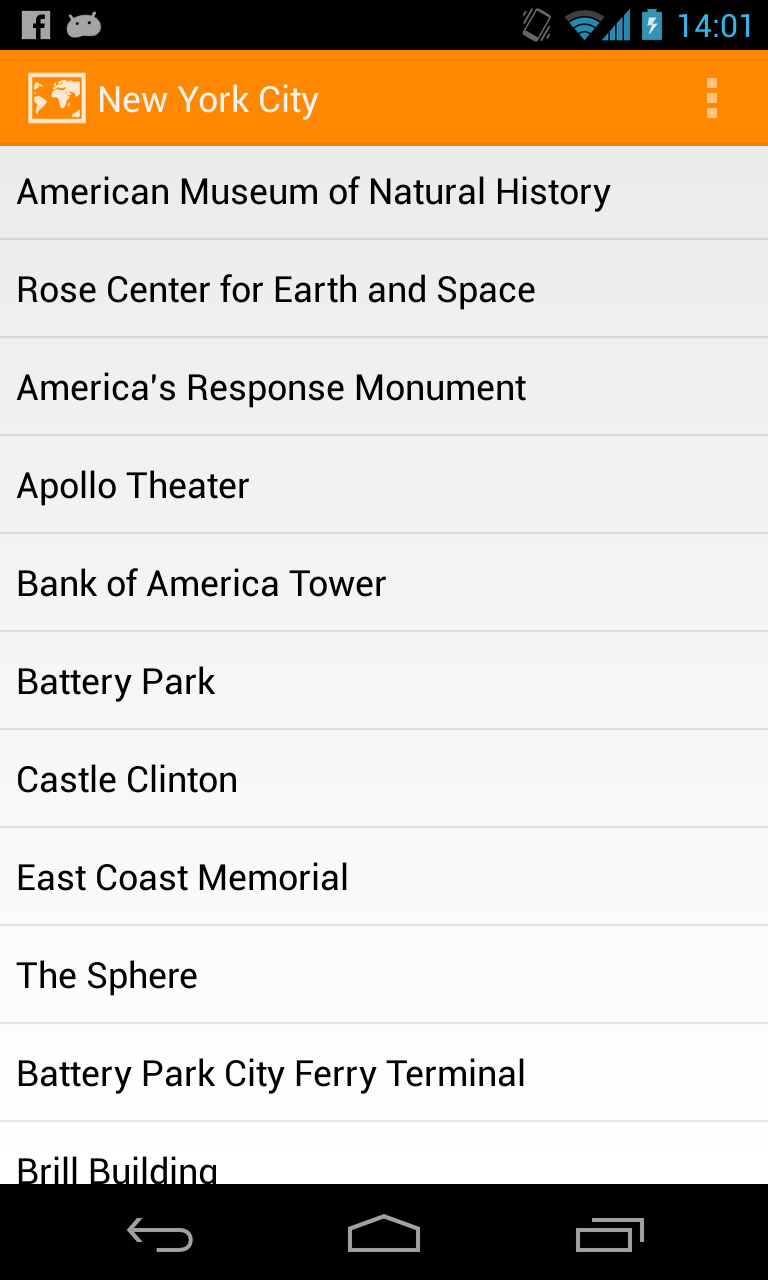 14:01
New York City
American Museum of Natural History
Rose Center for Earth and Space
America's Response Monument
Apollo Theater
Bank of America Tower
Battery Park
Castle Clinton
East Coast Memorial
The Sphere
Battery Park City Ferry Terminal
Brill Building